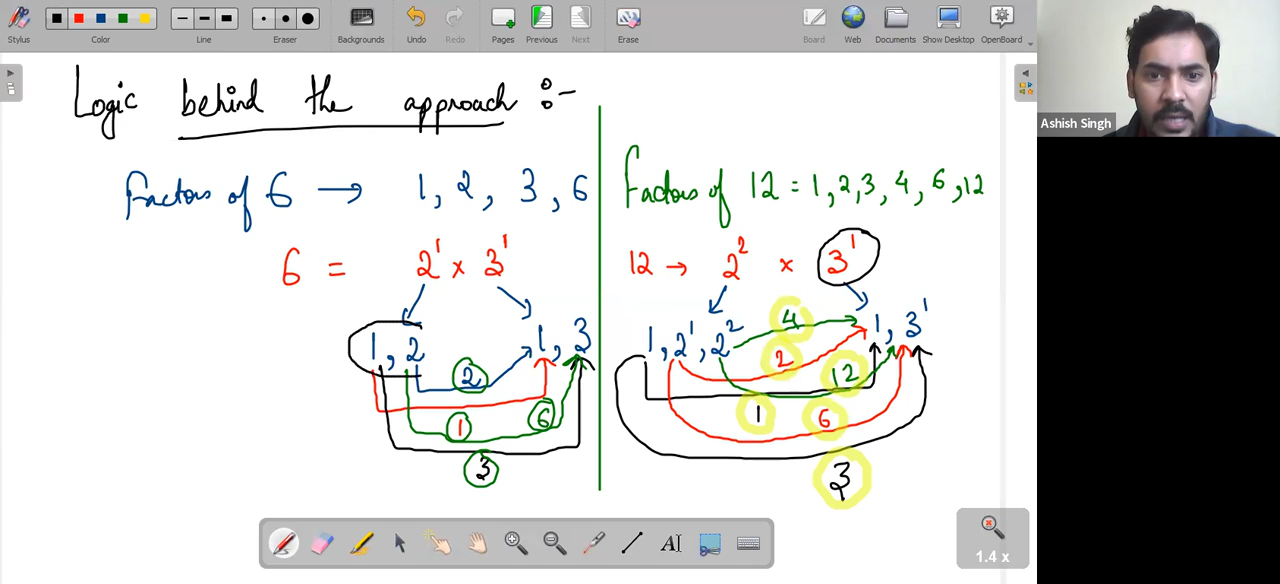 Stylus
Color
Line
Eraser
Backgrounds
Undo
Redo
Pages
Previous
Next
Erase
Board
Web
Documents
Show Desktop
OpenBoard
Ashish Singh
Logic behind the approach :-
Factors of 6 → 1, 2, 3, 6
6 = 2¹ × 3¹
1, 2
1, 3
2
1
6
3
Factors of 12 = 1, 2, 3, 4, 6, 12
12 → 2² × 3¹
1, 2¹, 2²
1, 3¹
4
2
12
1
6
3
AI
1.4 x